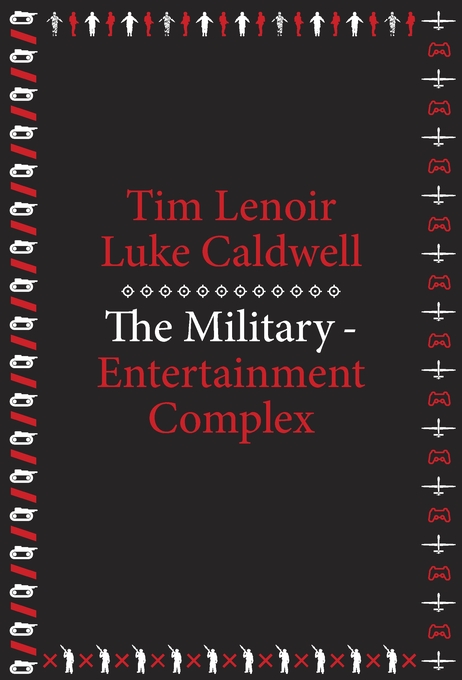 Tim Lenoir
Luke Caldwell
The Military -
Entertainment
Complex